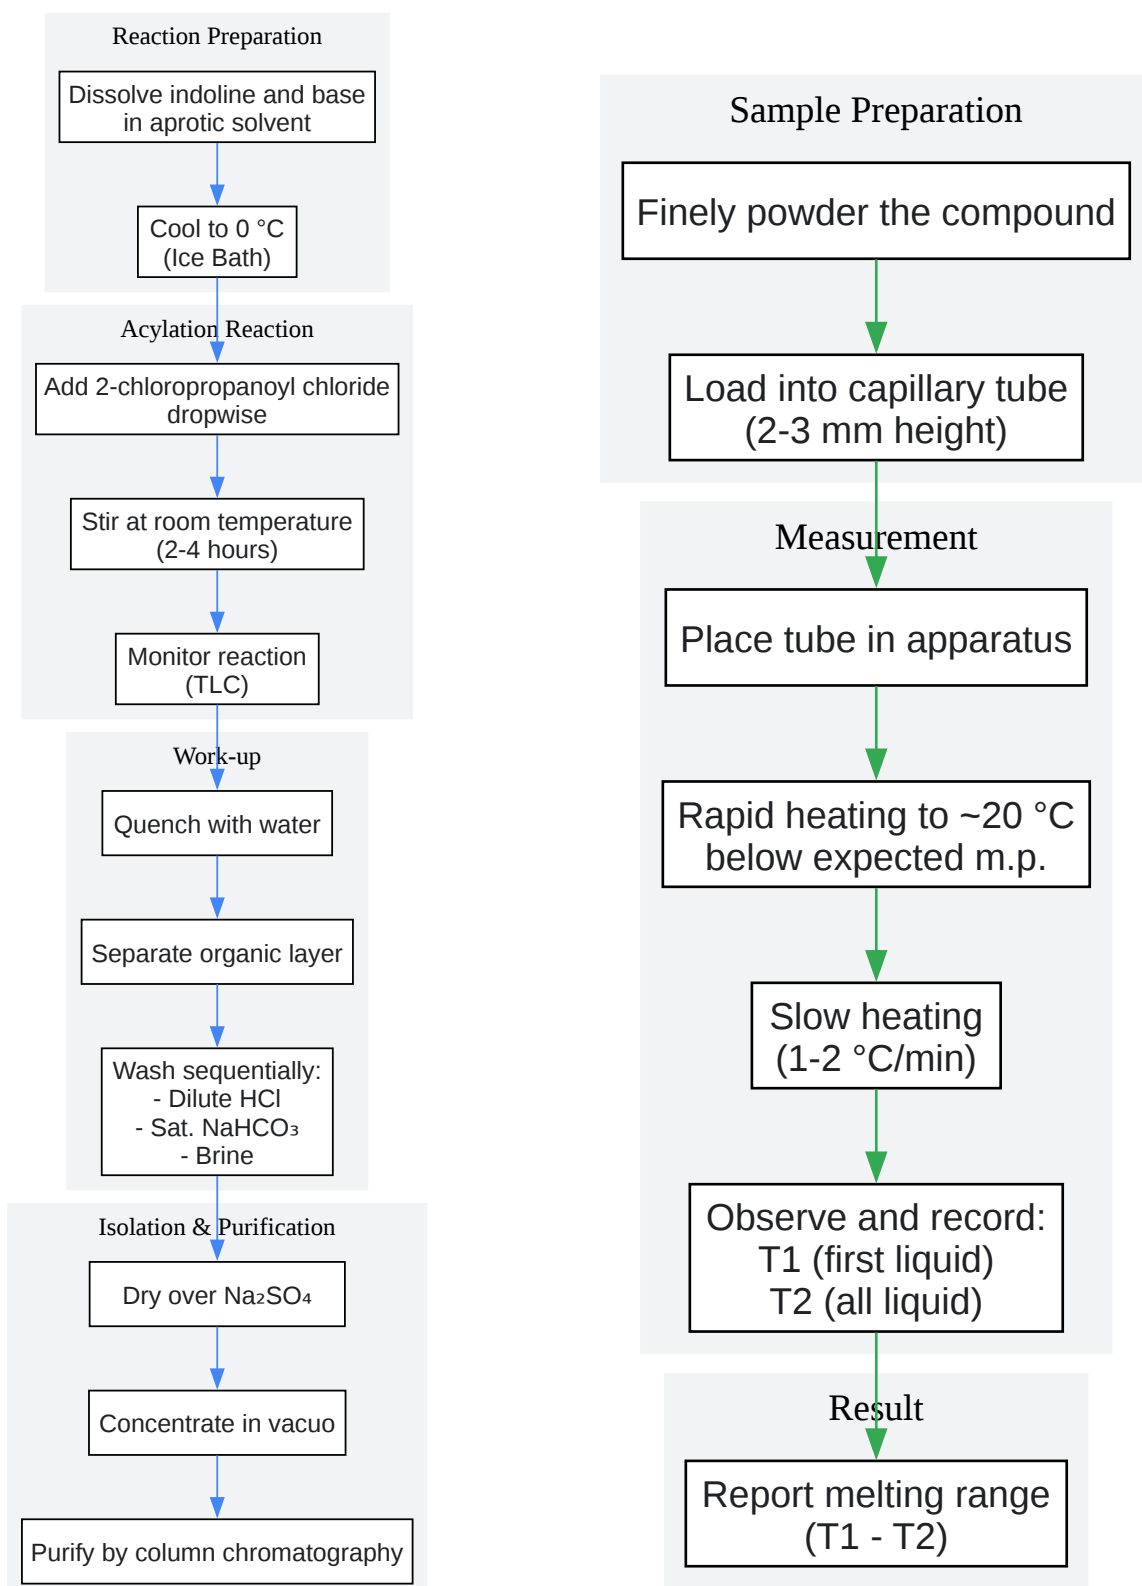 Reaction Preparation
Dissolve indoline and base
in aprotic solvent
Cool to 0 °C
(Ice Bath)
Acylation Reaction
Add 2-chloropropanoyl chloride
dropwise
Stir at room temperature
(2-4 hours)
Monitor reaction
(TLC)
Work-up
Quench with water
Separate organic layer
Wash sequentially:
- Dilute HCl
- Sat. NaHCO₃
- Brine
Isolation & Purification
Dry over Na₂SO₄
Concentrate in vacuo
Purify by column chromatography
Sample Preparation
Finely powder the compound
Load into capillary tube
(2-3 mm height)
Measurement
Place tube in apparatus
Rapid heating to ~20 °C
below expected m.p.
Slow heating
(1-2 °C/min)
Observe and record:
T1 (first liquid)
T2 (all liquid)
Result
Report melting range
(T1 - T2)